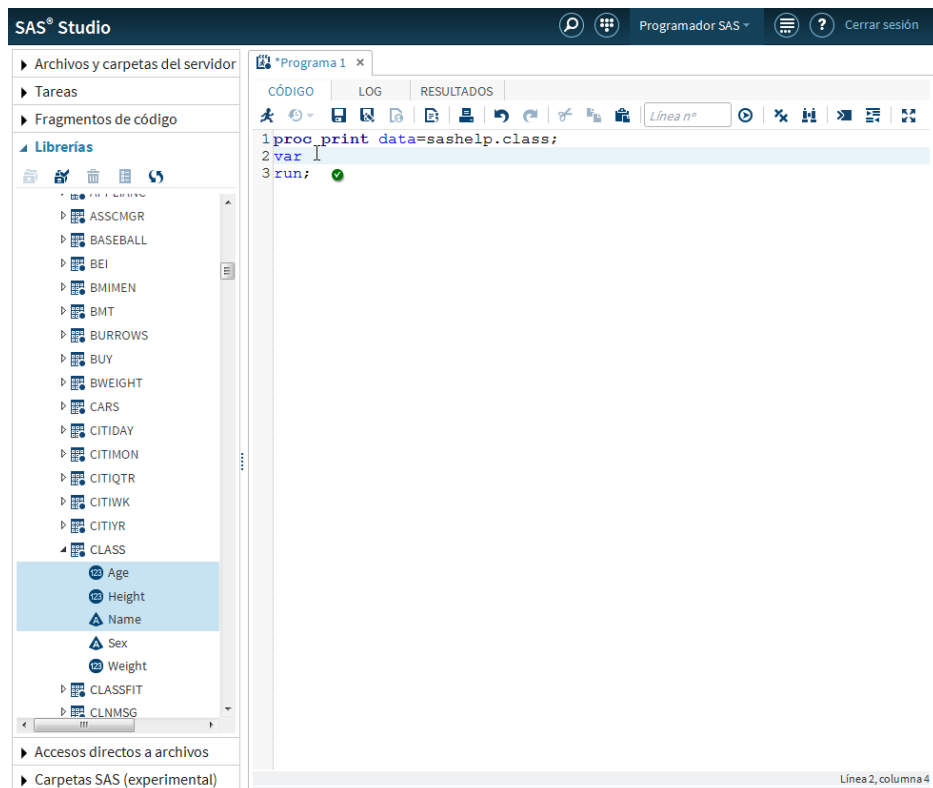 SAS® Studio
Programador SAS
Cerrar sesión
Archivos y carpetas del servidor
Tareas
Fragmentos de código
Librerías
ASSCMGR
BASEBALL
BEI
BMIMEN
BMT
BURROWS
BUY
BWEIGHT
CARS
CITIDAY
CITIMON
CITIQTR
CITIWK
CITIYR
CLASS
Age
Height
Name
Sex
Weight
CLASSFIT
CLNMSG
Accesos directos a archivos
Carpetas SAS (experimental)
*Programa 1
CÓDIGO LOG RESULTADOS
Línea nº
1 proc print data=sashelp.class;
2 var
3 run;
Línea 2, columna 4